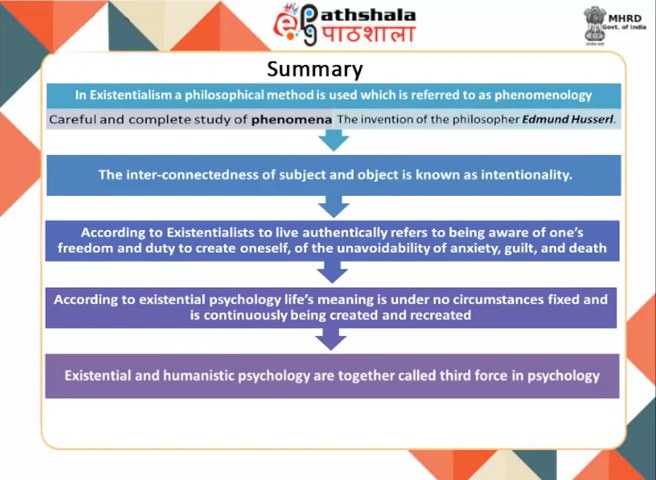 ePathshala
पाठशाला
MHRD
Govt. of India
Summary
In Existentialism a philosophical method is used which is referred to as phenomenology
Careful and complete study of phenomena The invention of the philosopher Edmund Husserl.
The inter-connectedness of subject and object is known as intentionality.
According to Existentialists to live authentically refers to being aware of one's
freedom and duty to create oneself, of the unavoidability of anxiety, guilt, and death
According to existential psychology life's meaning is under no circumstances fixed and
is continuously being created and recreated
Existential and humanistic psychology are together called third force in psychology